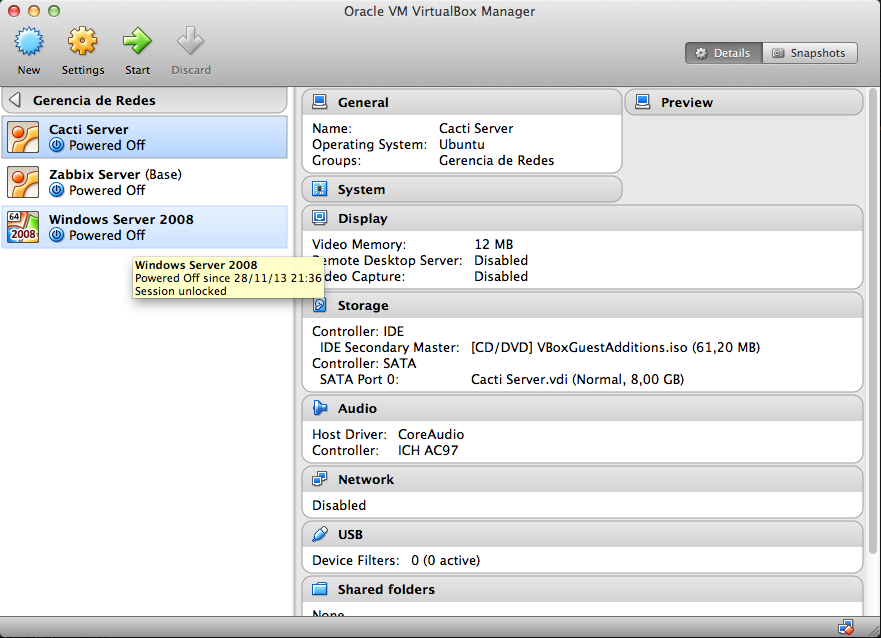 Oracle VM VirtualBox Manager
New
Settings
Start
Discard
Details
Snapshots
Gerencia de Redes
Cacti Server
Powered Off
Zabbix Server (Base)
Powered Off
64
2008
Windows Server 2008
Powered Off
Windows Server 2008
Powered Off since 28/11/13 21:36
Session unlocked
General
Name: Cacti Server
Operating System: Ubuntu
Groups: Gerencia de Redes
Preview
System
Display
Video Memory: 12 MB
emote Desktop Server: Disabled
deo Capture: Disabled
Storage
Controller: IDE
IDE Secondary Master: [CD/DVD] VBoxGuestAdditions.iso (61,20 MB)
Controller: SATA
SATA Port 0: Cacti Server.vdi (Normal, 8,00 GB)
Audio
Host Driver: CoreAudio
Controller: ICH AC97
Network
Disabled
USB
Device Filters: 0 (0 active)
Shared folders
None